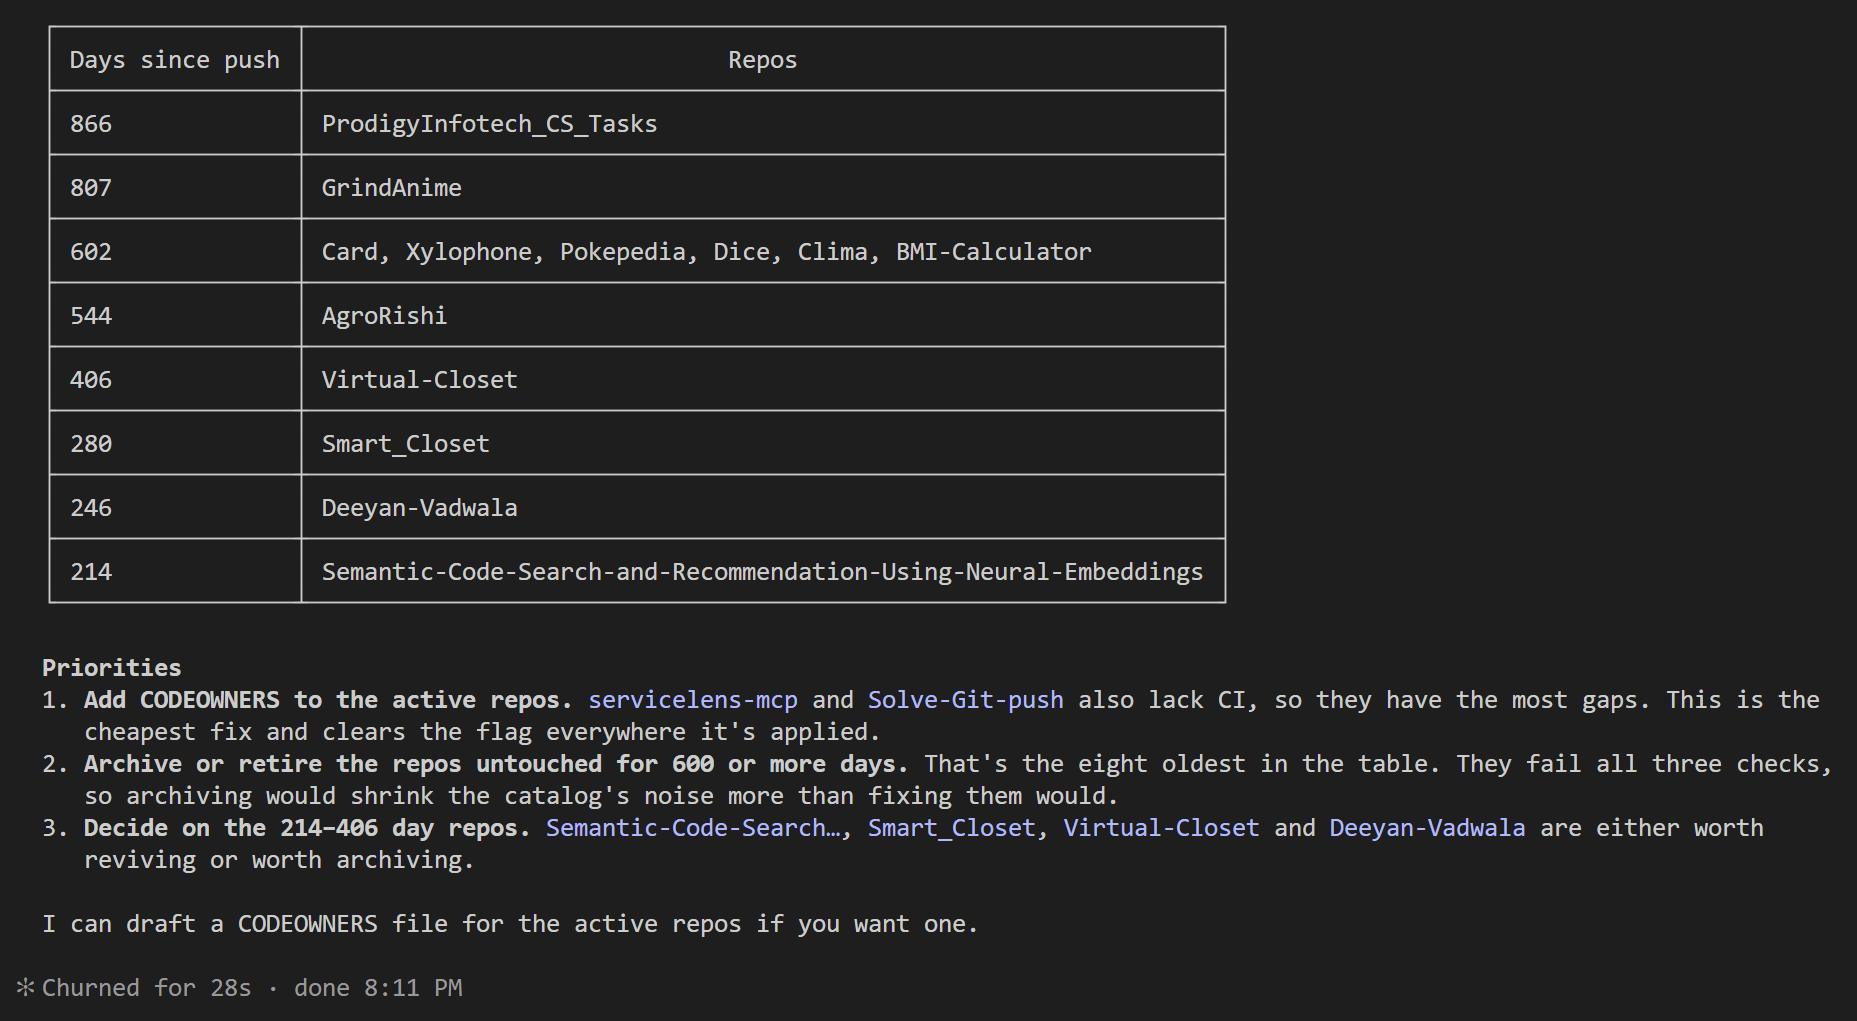 Days since push Repos
866 ProdigyInfotech_CS_Tasks
807 GrindAnime
602 Card, Xylophone, Pokepedia, Dice, Clima, BMI-Calculator
544 AgroRishi
406 Virtual-Closet
280 Smart_Closet
246 Deeyan-Vadwala
214 Semantic-Code-Search-and-Recommendation-Using-Neural-Embeddings
Priorities
1. Add CODEOWNERS to the active repos. servicelens-mcp and Solve-Git-push also lack CI, so they have the most gaps. This is the
cheapest fix and clears the flag everywhere it's applied.
2. Archive or retire the repos untouched for 600 or more days. That's the eight oldest in the table. They fail all three checks,
so archiving would shrink the catalog's noise more than fixing them would.
3. Decide on the 214–406 day repos. Semantic-Code-Search…, Smart_Closet, Virtual-Closet and Deeyan-Vadwala are either worth
reviving or worth archiving.
I can draft a CODEOWNERS file for the active repos if you want one.
✻ Churned for 28s · done 8:11 PM